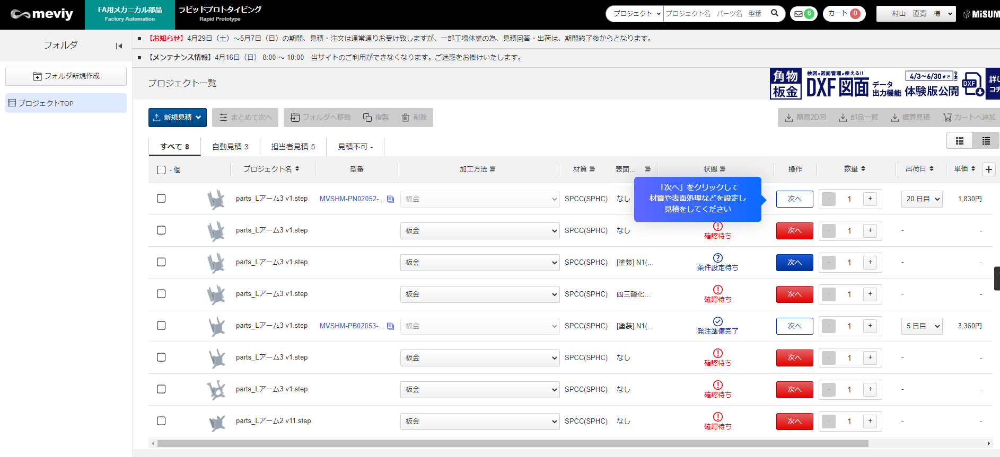 meviy
FA用メカニカル部品
Factory Automation
ラピッドプロトタイピング
Rapid Prototype
プロジェクト
プロジェクト名 パーツ名 型番
6
カート 0
村山 直寛 様
MiSUM
フォルダ
フォルダ新規作成
プロジェクトTOP
【お知らせ】4月29日（土）～5月7日（日）の期間、見積・注文は通常通りお受け致しますが、一部工場休業の為、見積回答・出荷は、期間終了後からとなります。
【メンテナンス情報】4月16日（日） 8:00 ～ 10:00 当サイトのご利用ができなくなります。ご迷惑をお掛けいたします。
プロジェクト一覧
角物
板金
検図や図面管理に使える!!
DXF図面
データ
出力機能
4/3～6/30まで
(予定)
体験版公開
DXF
詳し
コチ
新規見積
まとめて次へ
フォルダへ移動
複製
削除
簡易2D図
部品一覧
概算見積
カートへ追加
すべて 8
自動見積 3
担当者見積 5
見積不可 -
- 個
プロジェクト名
型番
加工方法
材質
表面...
状態
操作
数量
出荷日
単価
+
「次へ」をクリックして
材質や表面処理などを設定し
見積をしてください
parts_Lアーム3 v1.step MVSHM-PN02052-... 板金 SPCC(SPHC) なし 次へ - 1 + 20 日目 1,830円
parts_Lアーム3 v1.step 板金 SPCC(SPHC) なし 確認待ち 次へ - 1 + - -
parts_Lアーム3 v1.step 板金 SPCC(SPHC) [塗装] N1(... 条件設定待ち 次へ - 1 + - -
parts_Lアーム3 v1.step 板金 SPCC(SPHC) 四三酸化... 確認待ち 次へ - 1 + - -
parts_Lアーム3 v1.step MVSHM-PB02053-... 板金 SPCC(SPHC) [塗装] N1(... 発注準備完了 次へ - 1 + 5 日目 3,360円
parts_Lアーム3 v1.step 板金 SPCC(SPHC) なし 確認待ち 次へ - 1 + - -
parts_Lアーム3 v1.step 板金 SPCC(SPHC) なし 確認待ち 次へ - 1 + - -
parts_Lアーム2 v11.step 板金 SPCC(SPHC) なし 確認待ち 次へ - 1 + - -